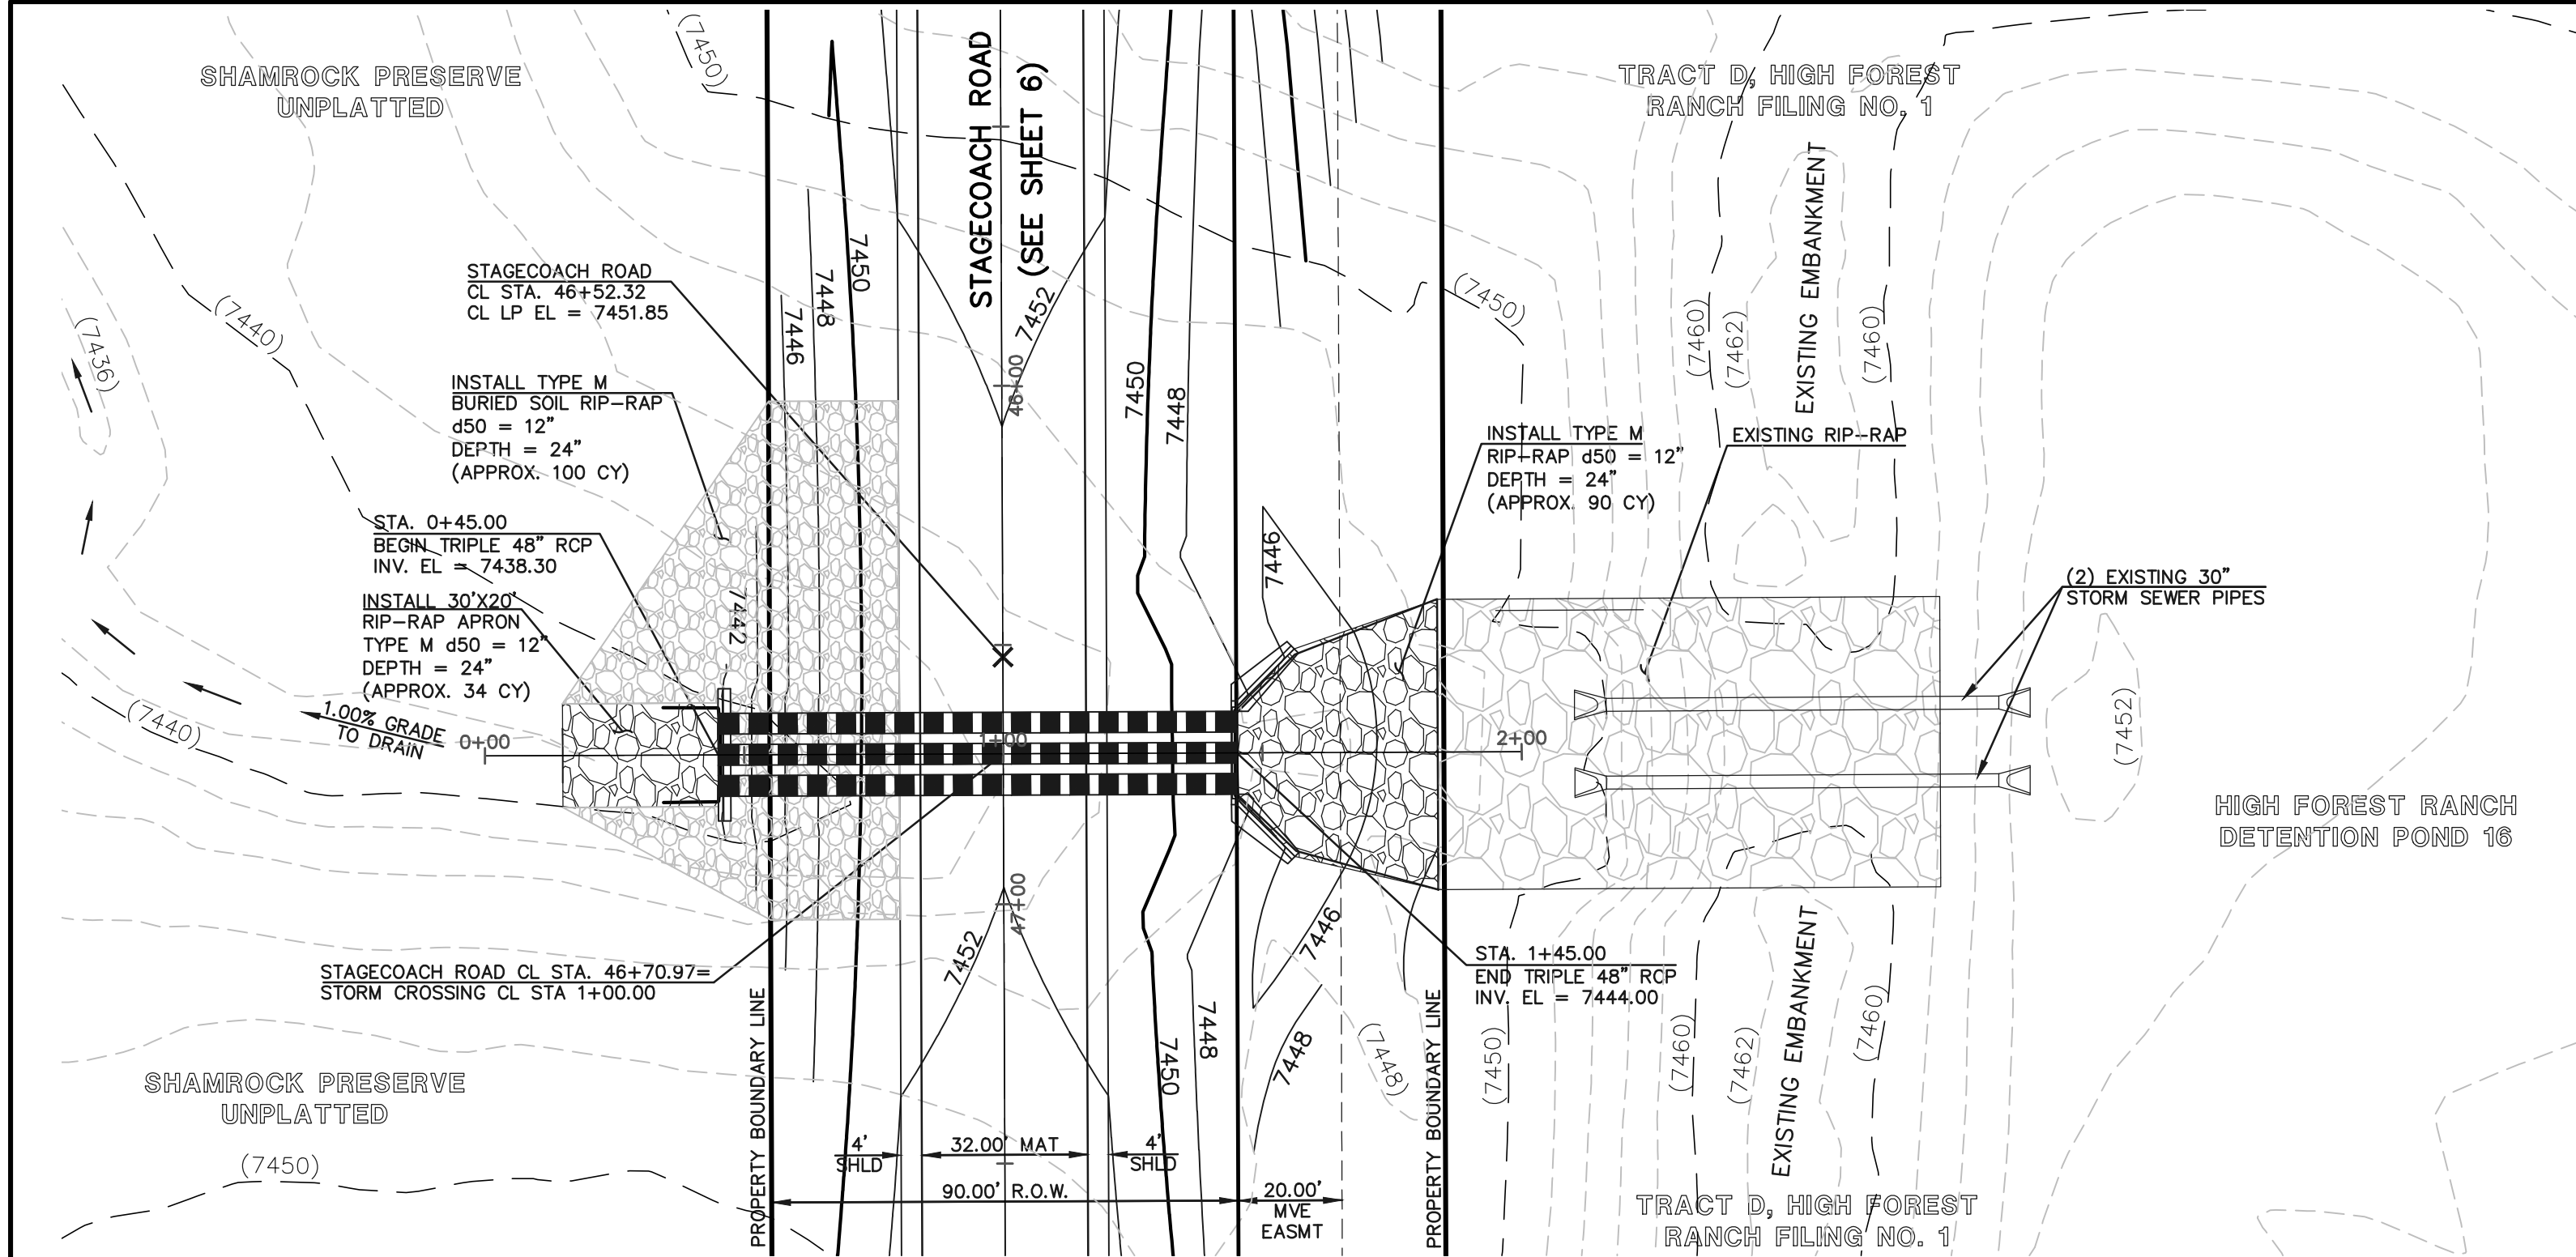 SHAMROCK PRESERVE
UNPLATTED
(7450)
STAGECOACH ROAD
(SEE SHEET 6)
TRACT D, HIGH FOREST
RANCH FILING NO. 1
STAGECOACH ROAD
CL STA. 46+52.32
CL LP EL = 7451.85
7450
7448
7446
7452
46+00
(7440)
(7436)
INSTALL TYPE M
BURIED SOIL RIP-RAP
d50 = 12"
DEPTH = 24"
(APPROX. 100 CY)
7450
7448
(7450)
(7460)
(7462)
EXISTING EMBANKMENT
(7460)
INSTALL TYPE M
RIP-RAP d50 = 12"
DEPTH = 24"
(APPROX. 90 CY)
EXISTING RIP-RAP
STA. 0+45.00
BEGIN TRIPLE 48" RCP
INV. EL = 7438.30
7446
(2) EXISTING 30"
STORM SEWER PIPES
INSTALL 30'X20'
RIP-RAP APRON
TYPE M d50 = 12"
DEPTH = 24"
(APPROX. 34 CY)
7442
(7440)
1.00% GRADE
TO DRAIN
0+00
1+00
2+00
(7452)
HIGH FOREST RANCH
DETENTION POND 16
47+00
7452
7446
STAGECOACH ROAD CL STA. 46+70.97=
STORM CROSSING CL STA 1+00.00
STA. 1+45.00
END TRIPLE 48" RCP
INV. EL = 7444.00
PROPERTY BOUNDARY LINE
7450
7448
7448
(7448)
PROPERTY BOUNDARY LINE
(7450)
(7460)
(7462)
EXISTING EMBANKMENT
(7460)
SHAMROCK PRESERVE
UNPLATTED
(7450)
4'
SHLD
32.00' MAT
4'
SHLD
90.00' R.O.W.
20.00'
MVE
EASMT
TRACT D, HIGH FOREST
RANCH FILING NO. 1